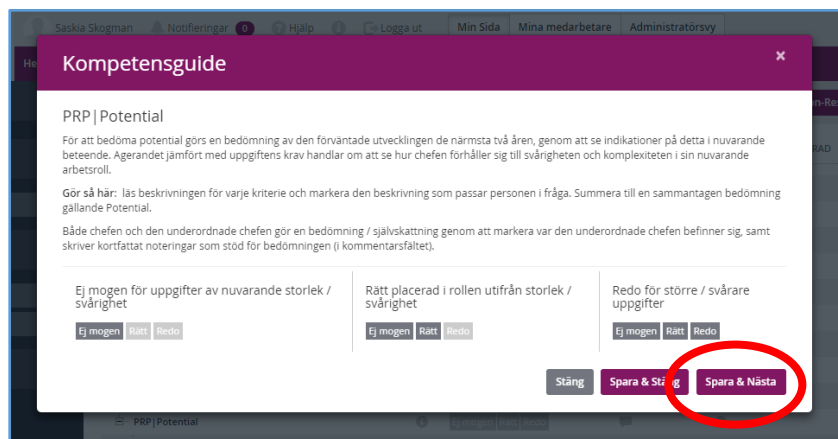 Saskia Skogman Notifieringar 0 Hjälp Logga ut Min Sida Mina medarbetare Administratörsvy
He
Kompetensguide ×
n-Re
RAD
PRP|Potential
För att bedöma potential görs en bedömning av den förväntade utvecklingen de närmsta två åren, genom att se indikationer på detta i nuvarande
beteende. Agerandet jämfört med uppgiftens krav handlar om att se hur chefen förhåller sig till svårigheten och komplexiteten i sin nuvarande
arbetsroll.
Gör så här: läs beskrivningen för varje kriterie och markera den beskrivning som passar personen i fråga. Summera till en sammantagen bedömning
gällande Potential.
Både chefen och den underordnade chefen gör en bedömning / självskattning genom att markera var den underordnade chefen befinner sig, samt
skriver kortfattat noteringar som stöd för bedömningen (i kommentarsfältet).
Ej mogen för uppgifter av nuvarande storlek /
svårighet
Ej mogen Rätt Redo
Rätt placerad i rollen utifrån storlek /
svårighet
Ej mogen Rätt Redo
Redo för större / svårare
uppgifter
Ej mogen Rätt Redo
Stäng Spara & Stäng Spara & Nästa
PRP|Potential Ej mogen Rätt Redo